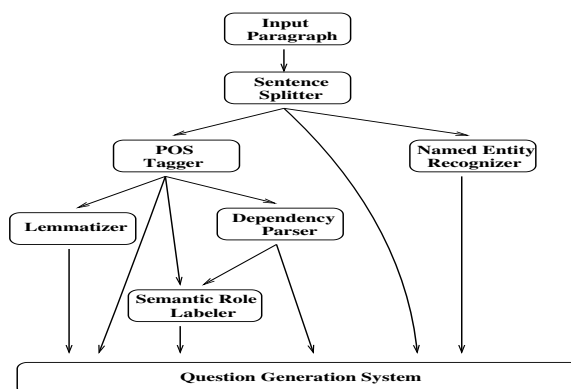 Input
Paragraph
Sentence
Splitter
POS
Tagger
Named Entity
Recognizer
Lemmatizer
Dependency
Parser
Semantic Role
Labeler
Question Generation System